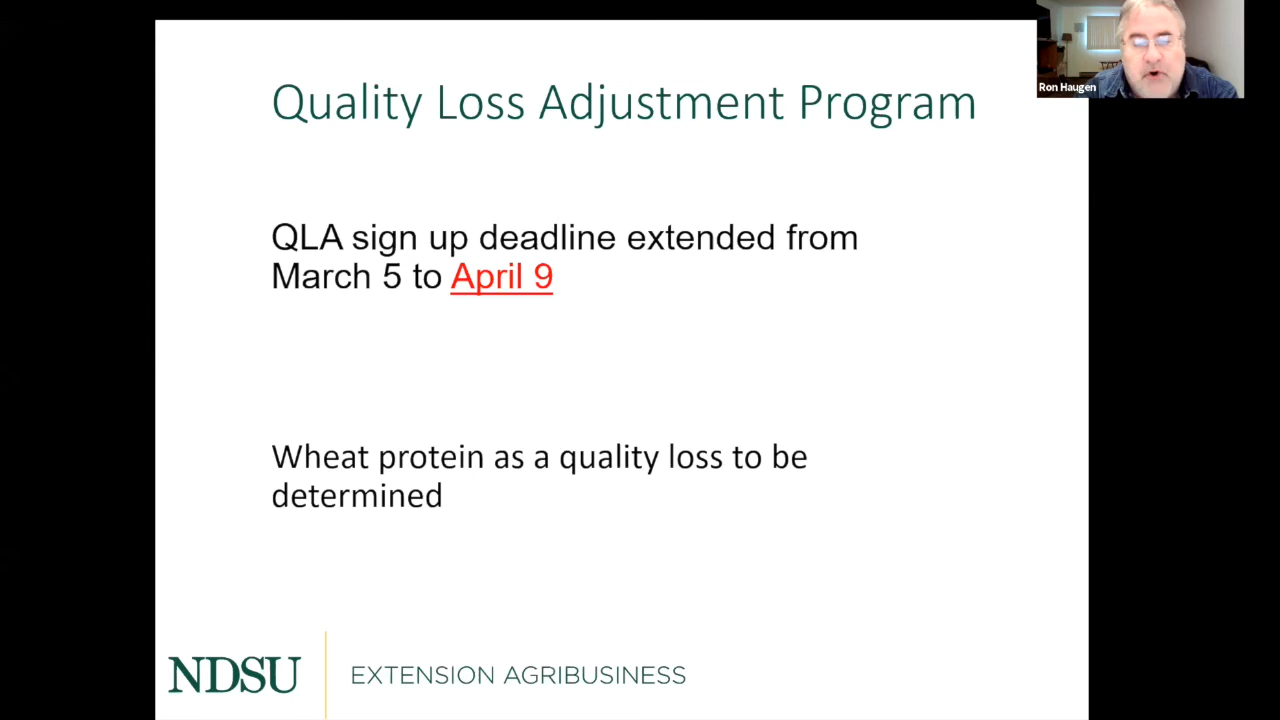 Quality Loss Adjustment Program
Ron Haugen
QLA sign up deadline extended from
March 5 to April 9
Wheat protein as a quality loss to be
determined
NDSU
EXTENSION AGRIBUSINESS